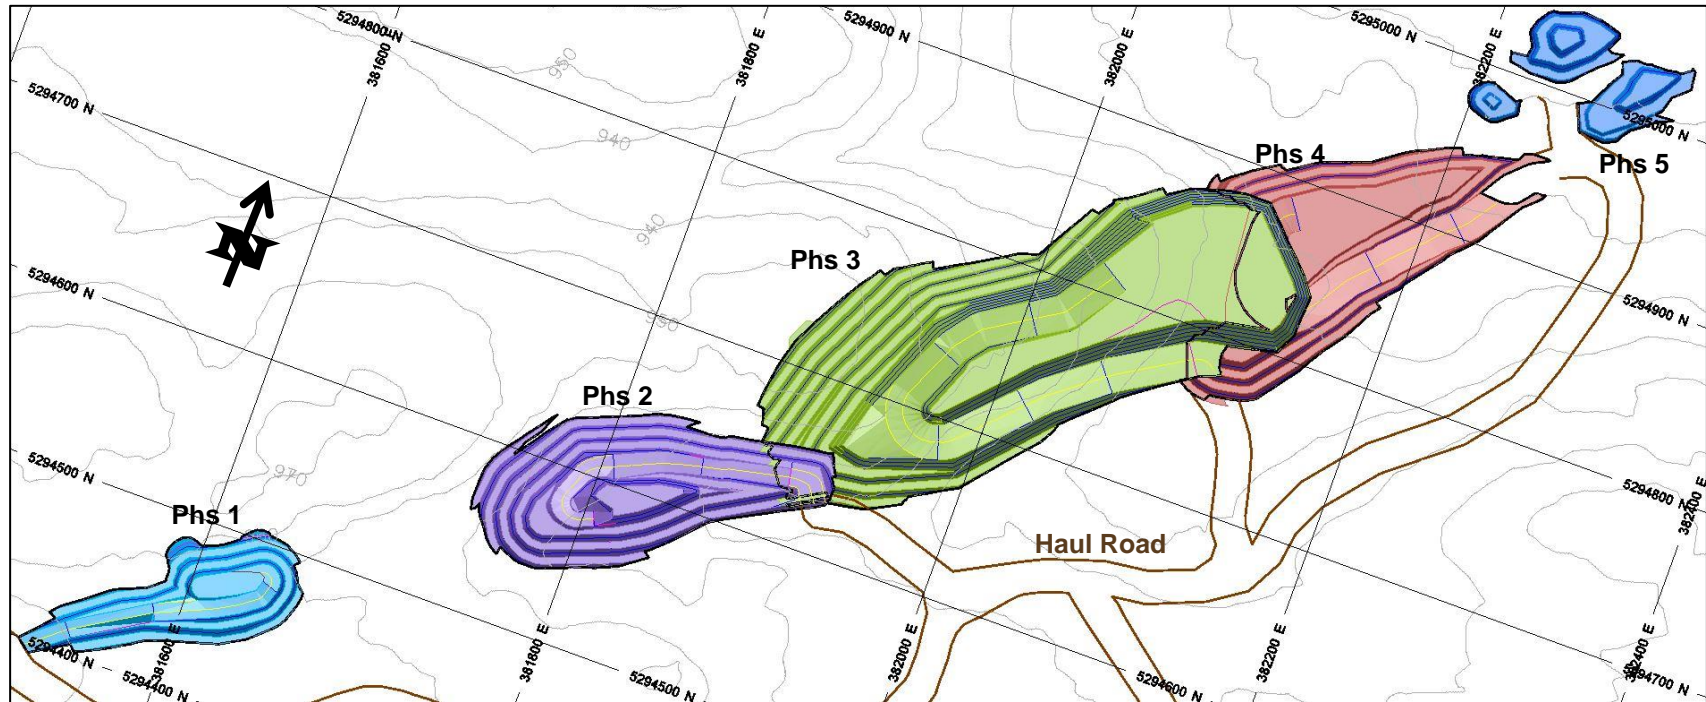 5294800 N
381600 E
381800 E
5294900 N
382000 E
5295000 N
382200 E
950
5294700 N
940
5295000 N
Phs 4
Phs 5
940
N
Phs 3
5294600 N
990
5294900 N
Phs 2
5294500 N
970
Phs 1
5294800 N
382400 E
Haul Road
5294400 N
381600 E
5294400 N
381800 E
5294500 N
382000 E
5294600 N
382200 E
382400 E
5294700 N